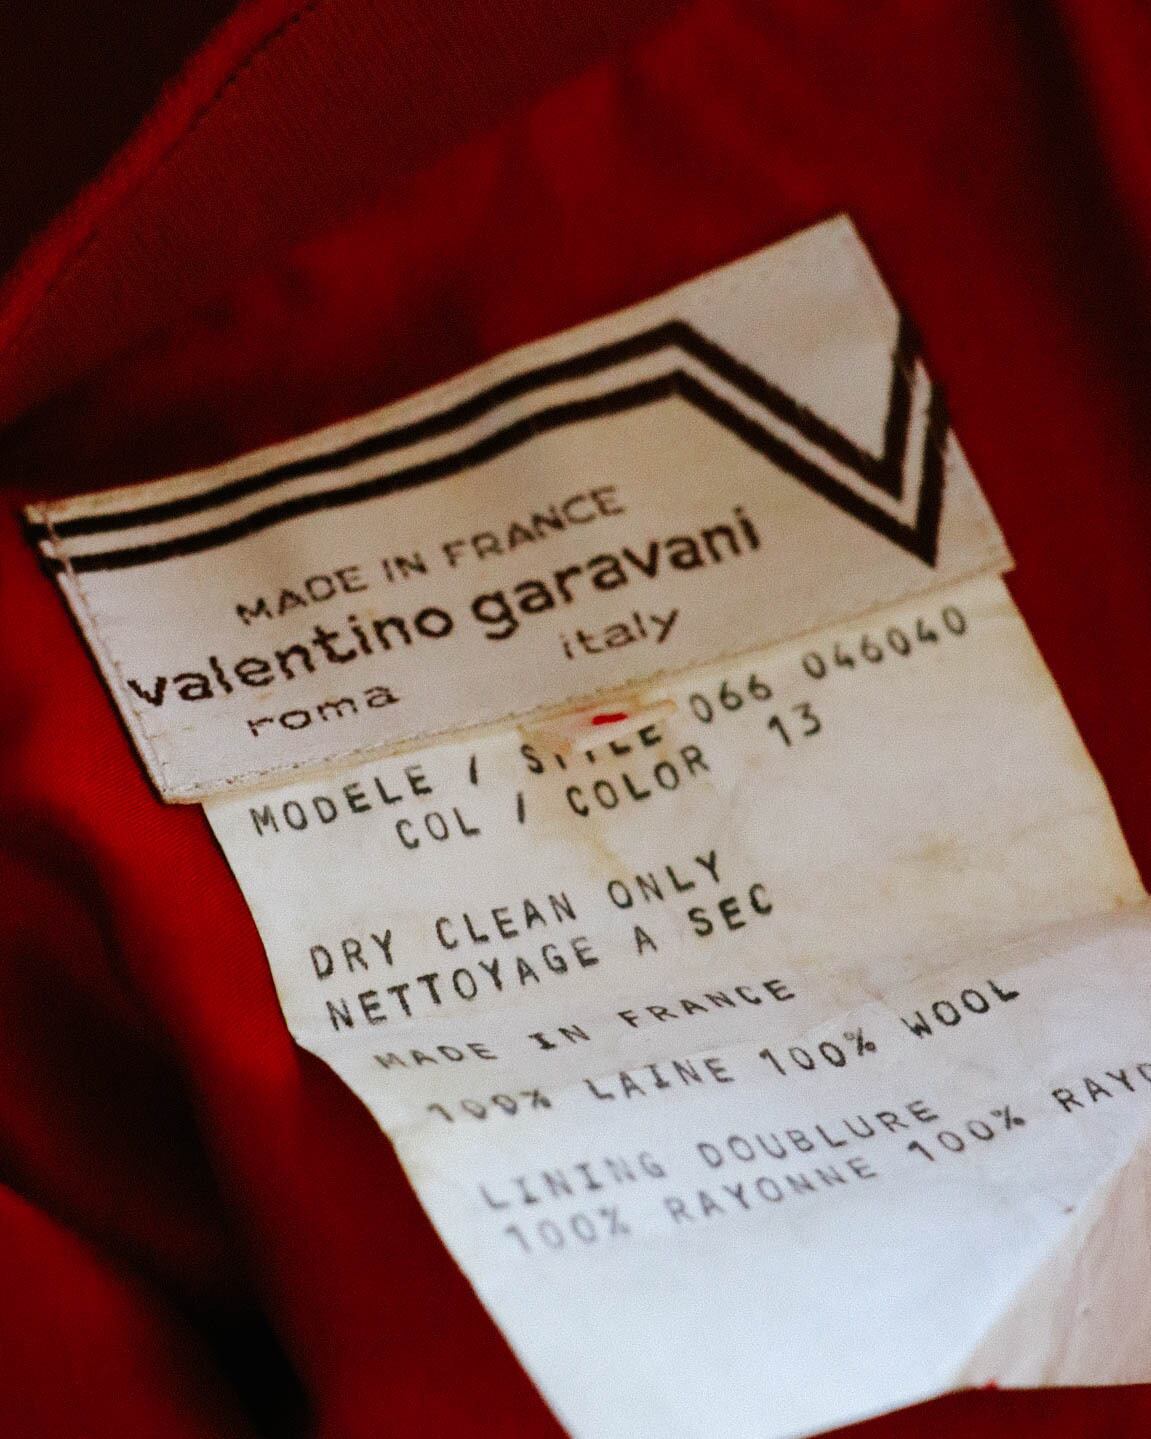 MADE IN FRANCE
valentino garavani
roma italy
MODELE / STYLE 066 046040
COL / COLOR 13
DRY CLEAN ONLY
NETTOYAGE A SEC
MADE IN FRANCE
100% LAINE 100% WOOL
LINING DOUBLURE
100% RAYONNE 100%